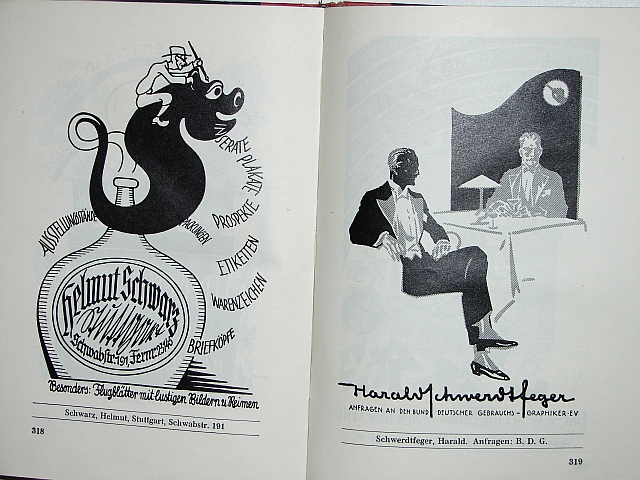 INSERATE PLAKATE
PROSPEKTE
ETIKETTEN
WARENZEICHEN
BRIEFKÖPFE
AUSSTELLUNGSSTÄNDE
PACKUNGEN
Helmut Schwarz
Stuttgart
Schwabstr. 191, Fernr.
Besonders: Flugblätter mit lustigen Bildern u. Reimen
Schwarz, Helmut, Stuttgart, Schwabstr. 191
318
Harald Schwerdtfeger
ANFRAGEN AN DEN BUND DEUTSCHER GEBRAUCHS-GRAPHIKER·EV
Schwerdtfeger, Harald. Anfragen: B. D. G.
319